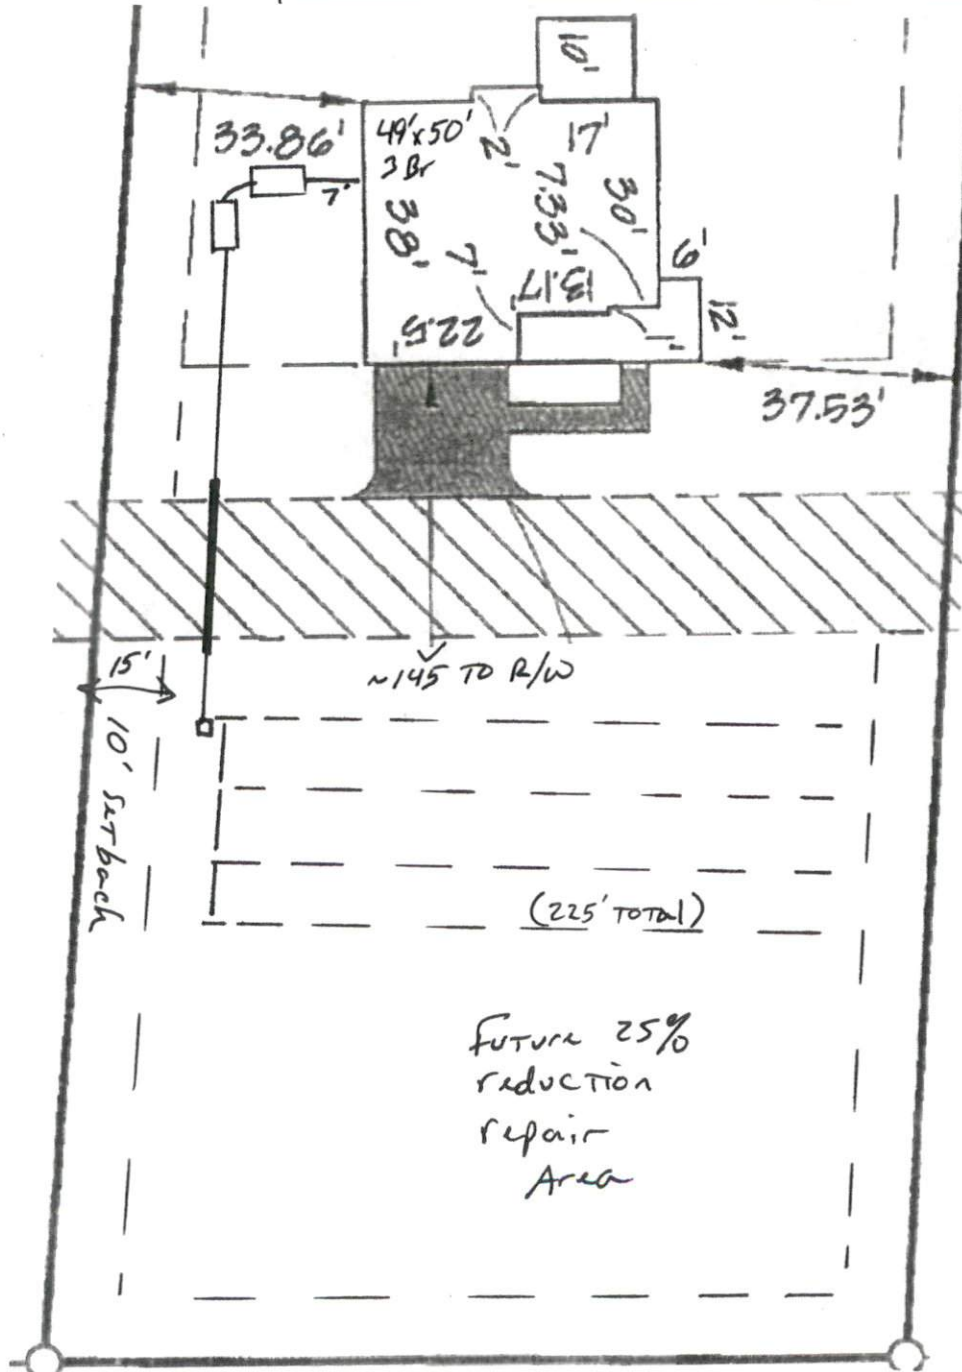 10'
33.86'
49'x50'
3 Br
2'
17'
7'
38'
7.33'
30'
7'
13.17'
6'
22.5'
1'
12'
37.53'
~145 TO R/W
15'
10' setback
(225' TOTAL)
Future 25%
reduction
repair
Area